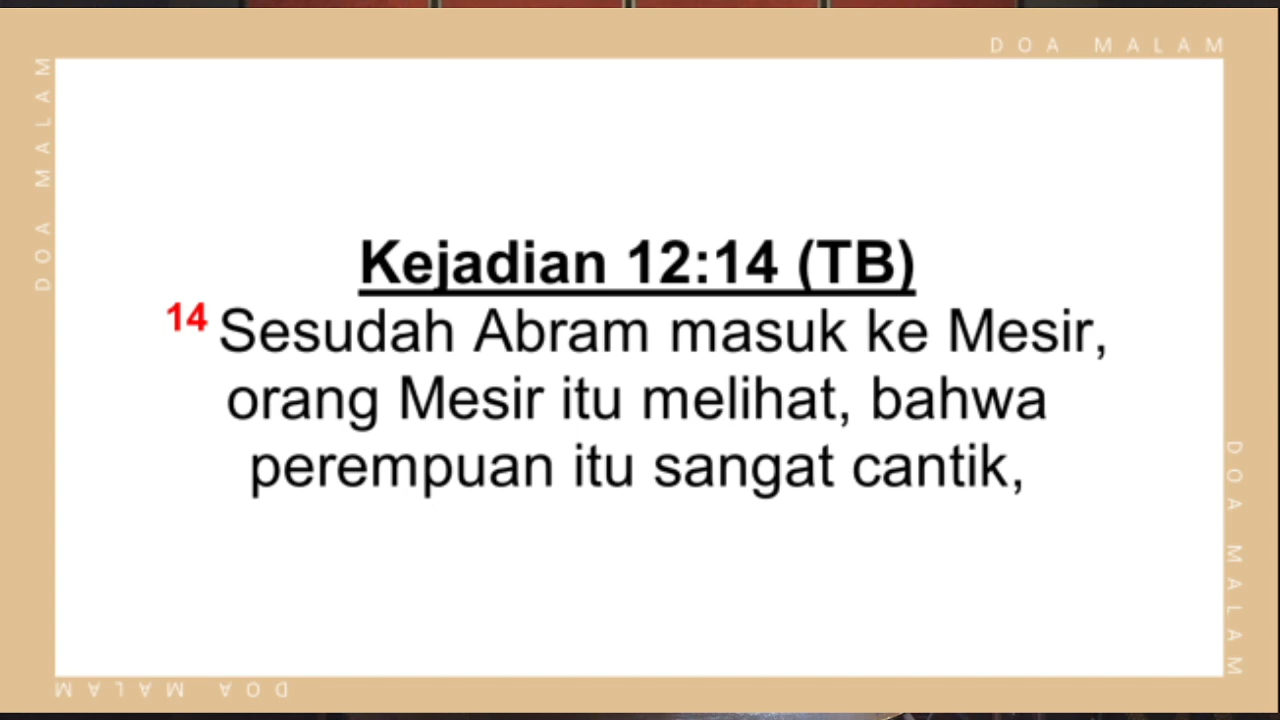 DOA MALAM
DOA MALAM
Kejadian 12:14 (TB)
14 Sesudah Abram masuk ke Mesir,
orang Mesir itu melihat, bahwa
perempuan itu sangat cantik,
DOA MALAM
DOA MALAM